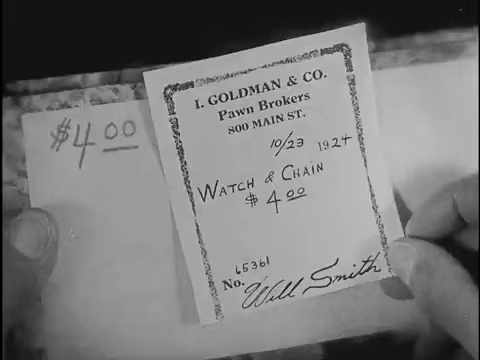 $4 00
I. GOLDMAN & CO.
Pawn Brokers
800 MAIN ST.
10/23 1924
WATCH & CHAIN
$ 4 00
65361
No. Will Smith